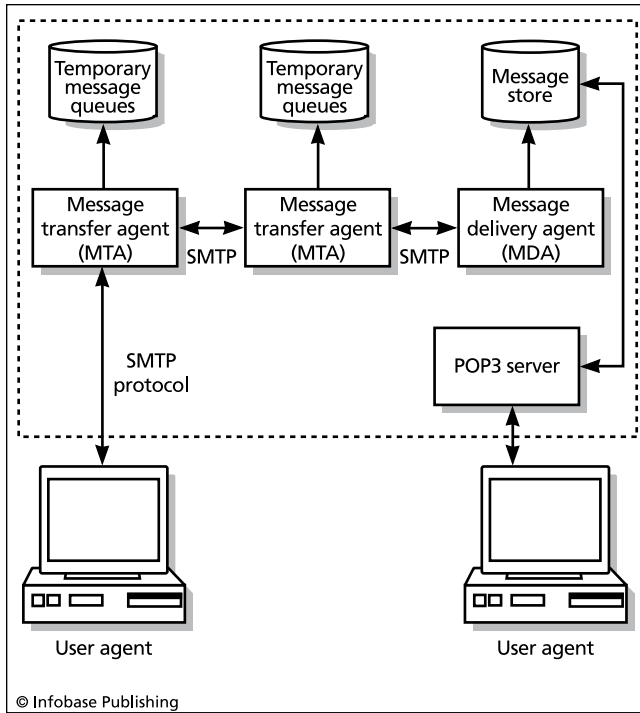 Temporary
message
queues
Temporary
message
queues
Message
store
Message
transfer agent
(MTA)
SMTP
Message
transfer agent
(MTA)
SMTP
Message
delivery agent
(MDA)
SMTP
protocol
POP3 server
User agent
User agent
© Infobase Publishing